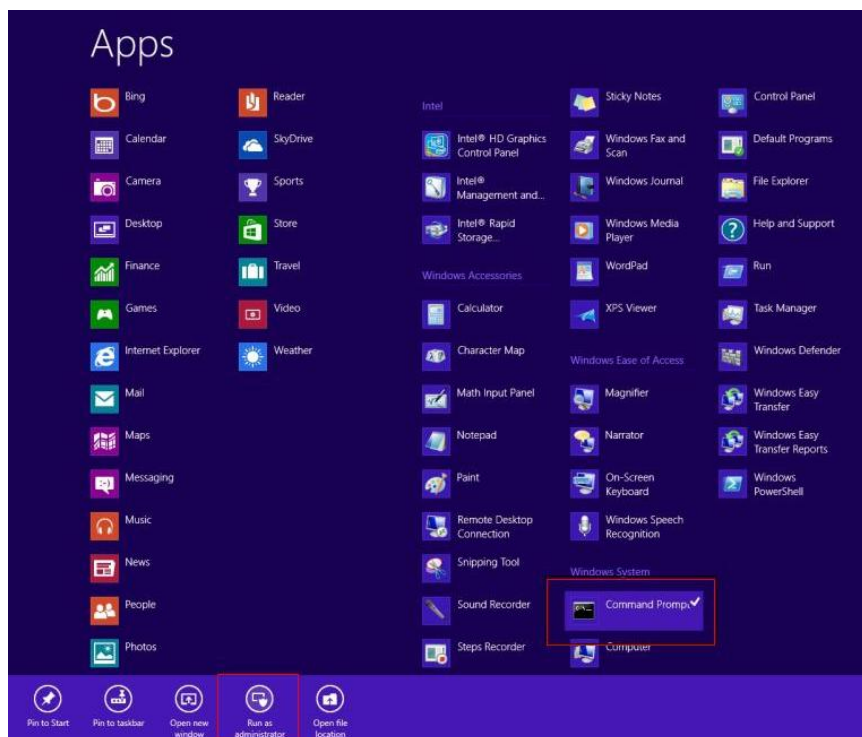 Apps
Bing
Calendar
Camera
Desktop
Finance
Games
Internet Explorer
Mail
Maps
Messaging
Music
News
People
Photos
Reader
SkyDrive
Sports
Store
Travel
Video
Weather
Intel
Intel® HD Graphics
Control Panel
Intel®
Management and...
Intel® Rapid
Storage...
Windows Accessories
Calculator
Character Map
Math Input Panel
Notepad
Paint
Remote Desktop
Connection
Snipping Tool
Sound Recorder
Steps Recorder
Sticky Notes
Windows Fax and
Scan
Windows Journal
Windows Media
Player
WordPad
XPS Viewer
Windows Ease of Access
Magnifier
Narrator
On-Screen
Keyboard
Windows Speech
Recognition
Windows System
Command Prompt
Computer
Control Panel
Default Programs
File Explorer
Help and Support
Run
Task Manager
Windows Defender
Windows Easy
Transfer
Windows Easy
Transfer Reports
Windows
PowerShell
Pin to Start
Pin to taskbar
Open new
window
Run as
administrator
Open file
location